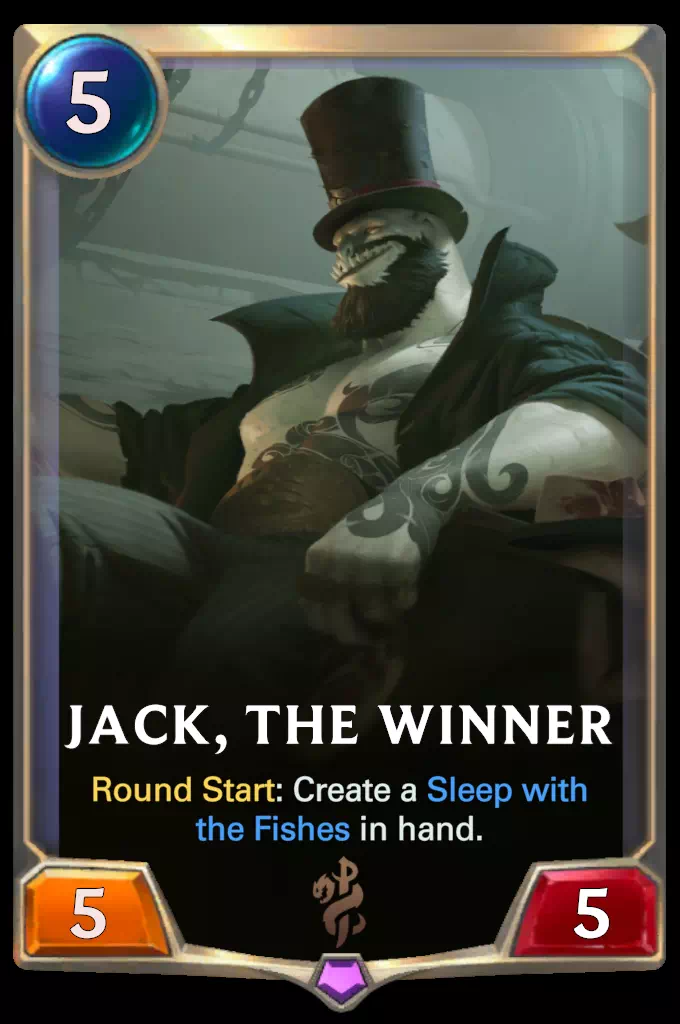 5
JACK, THE WINNER
Round Start: Create a Sleep with
the Fishes in hand.
5
5